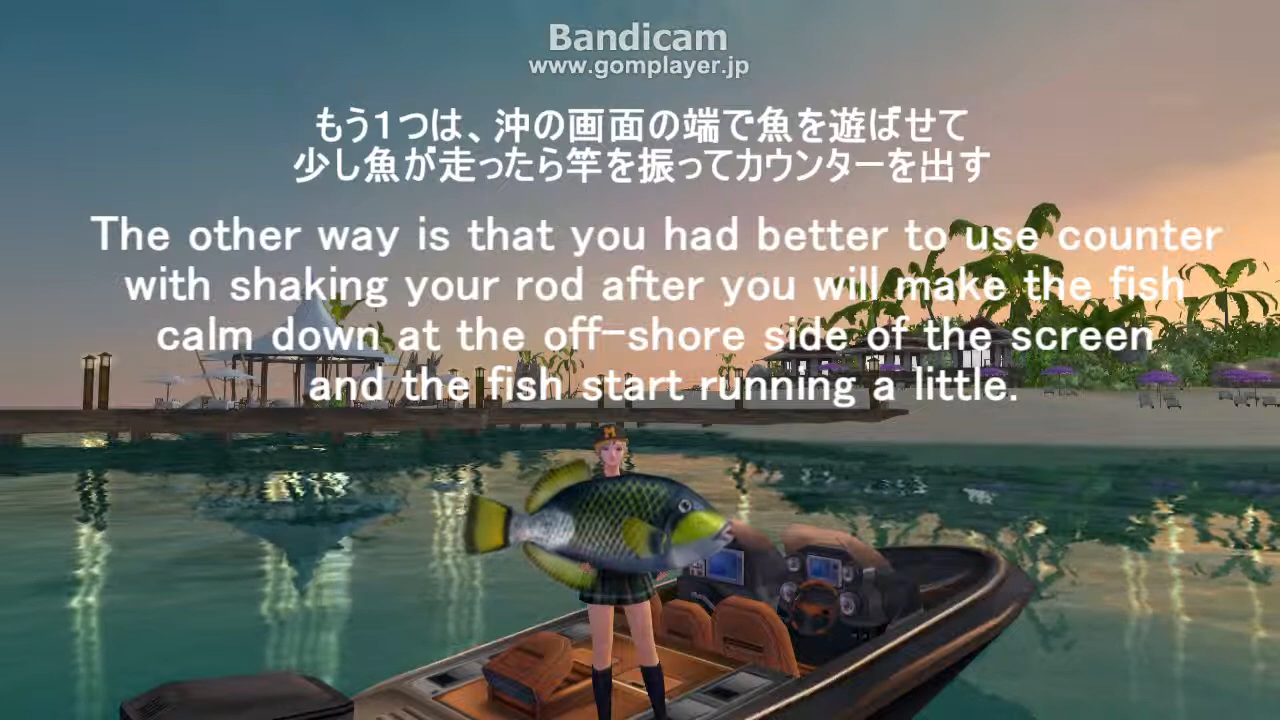 Bandicam
www.gomplayer.jp
もう１つは、沖の画面の端で魚を遊ばせて
少し魚が走ったら竿を振ってカウンターを出す
The other way is that you had better to use counter
with shaking your rod after you will make the fish
calm down at the off-shore side of the screen
and the fish start running a little.
M